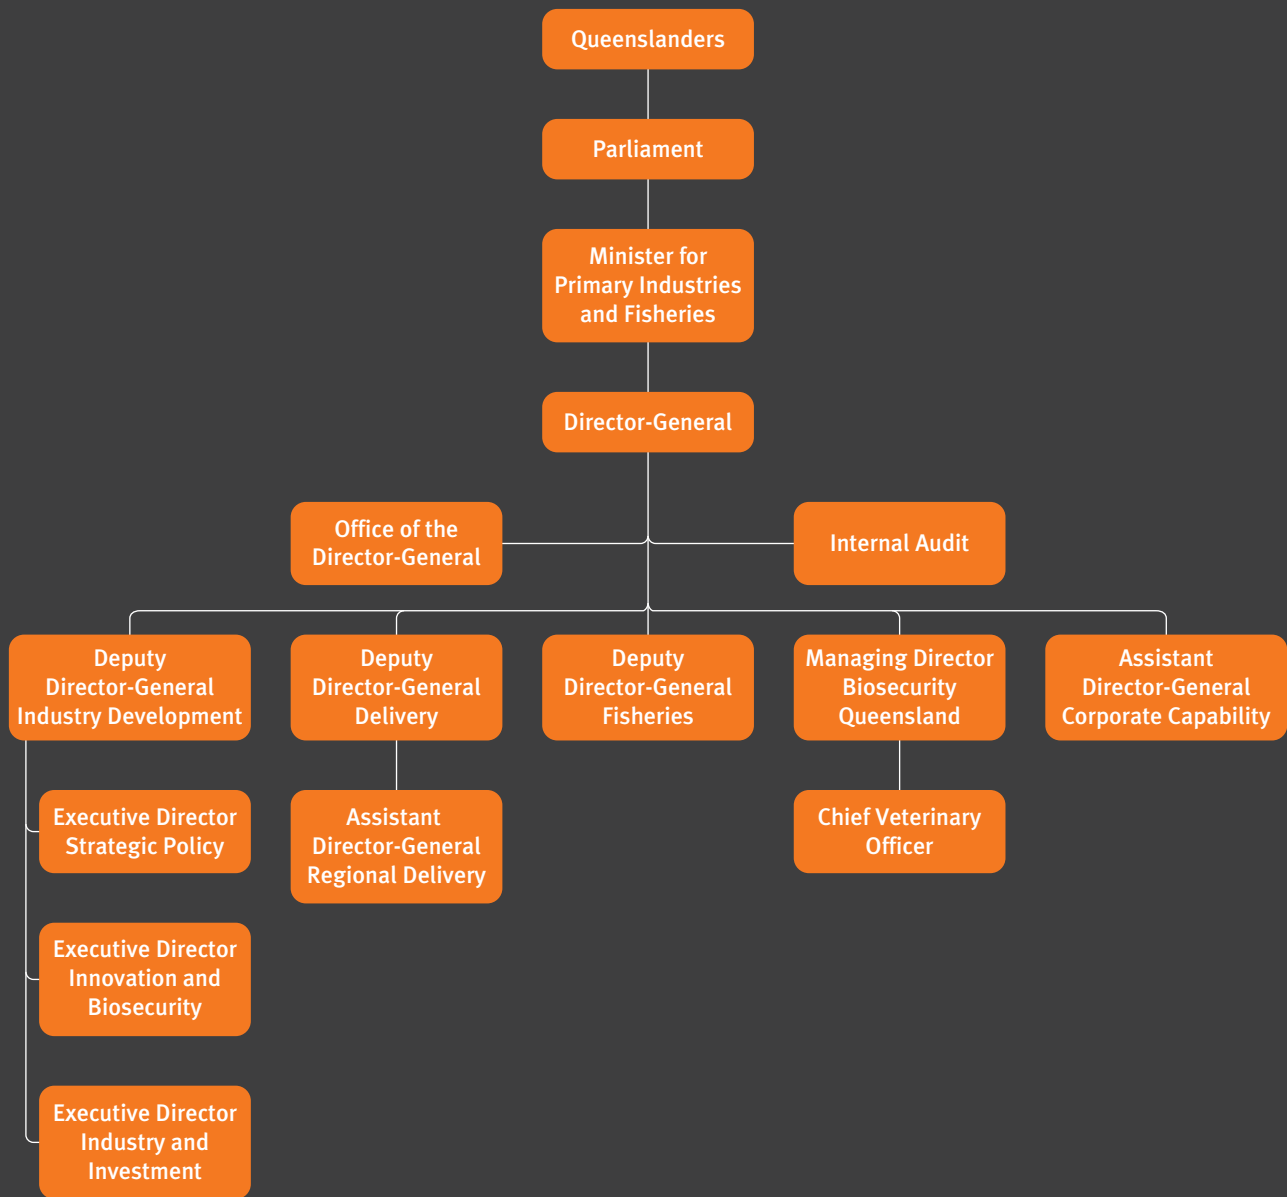 Queenslanders
Parliament
Minister for
Primary Industries
and Fisheries
Director-General
Office of the
Director-General
Internal Audit
Deputy
Director-General
Industry Development
Deputy
Director-General
Delivery
Deputy
Director-General
Fisheries
Managing Director
Biosecurity
Queensland
Assistant
Director-General
Corporate Capability
Executive Director
Strategic Policy
Assistant
Director-General
Regional Delivery
Chief Veterinary
Officer
Executive Director
Innovation and
Biosecurity
Executive Director
Industry and
Investment